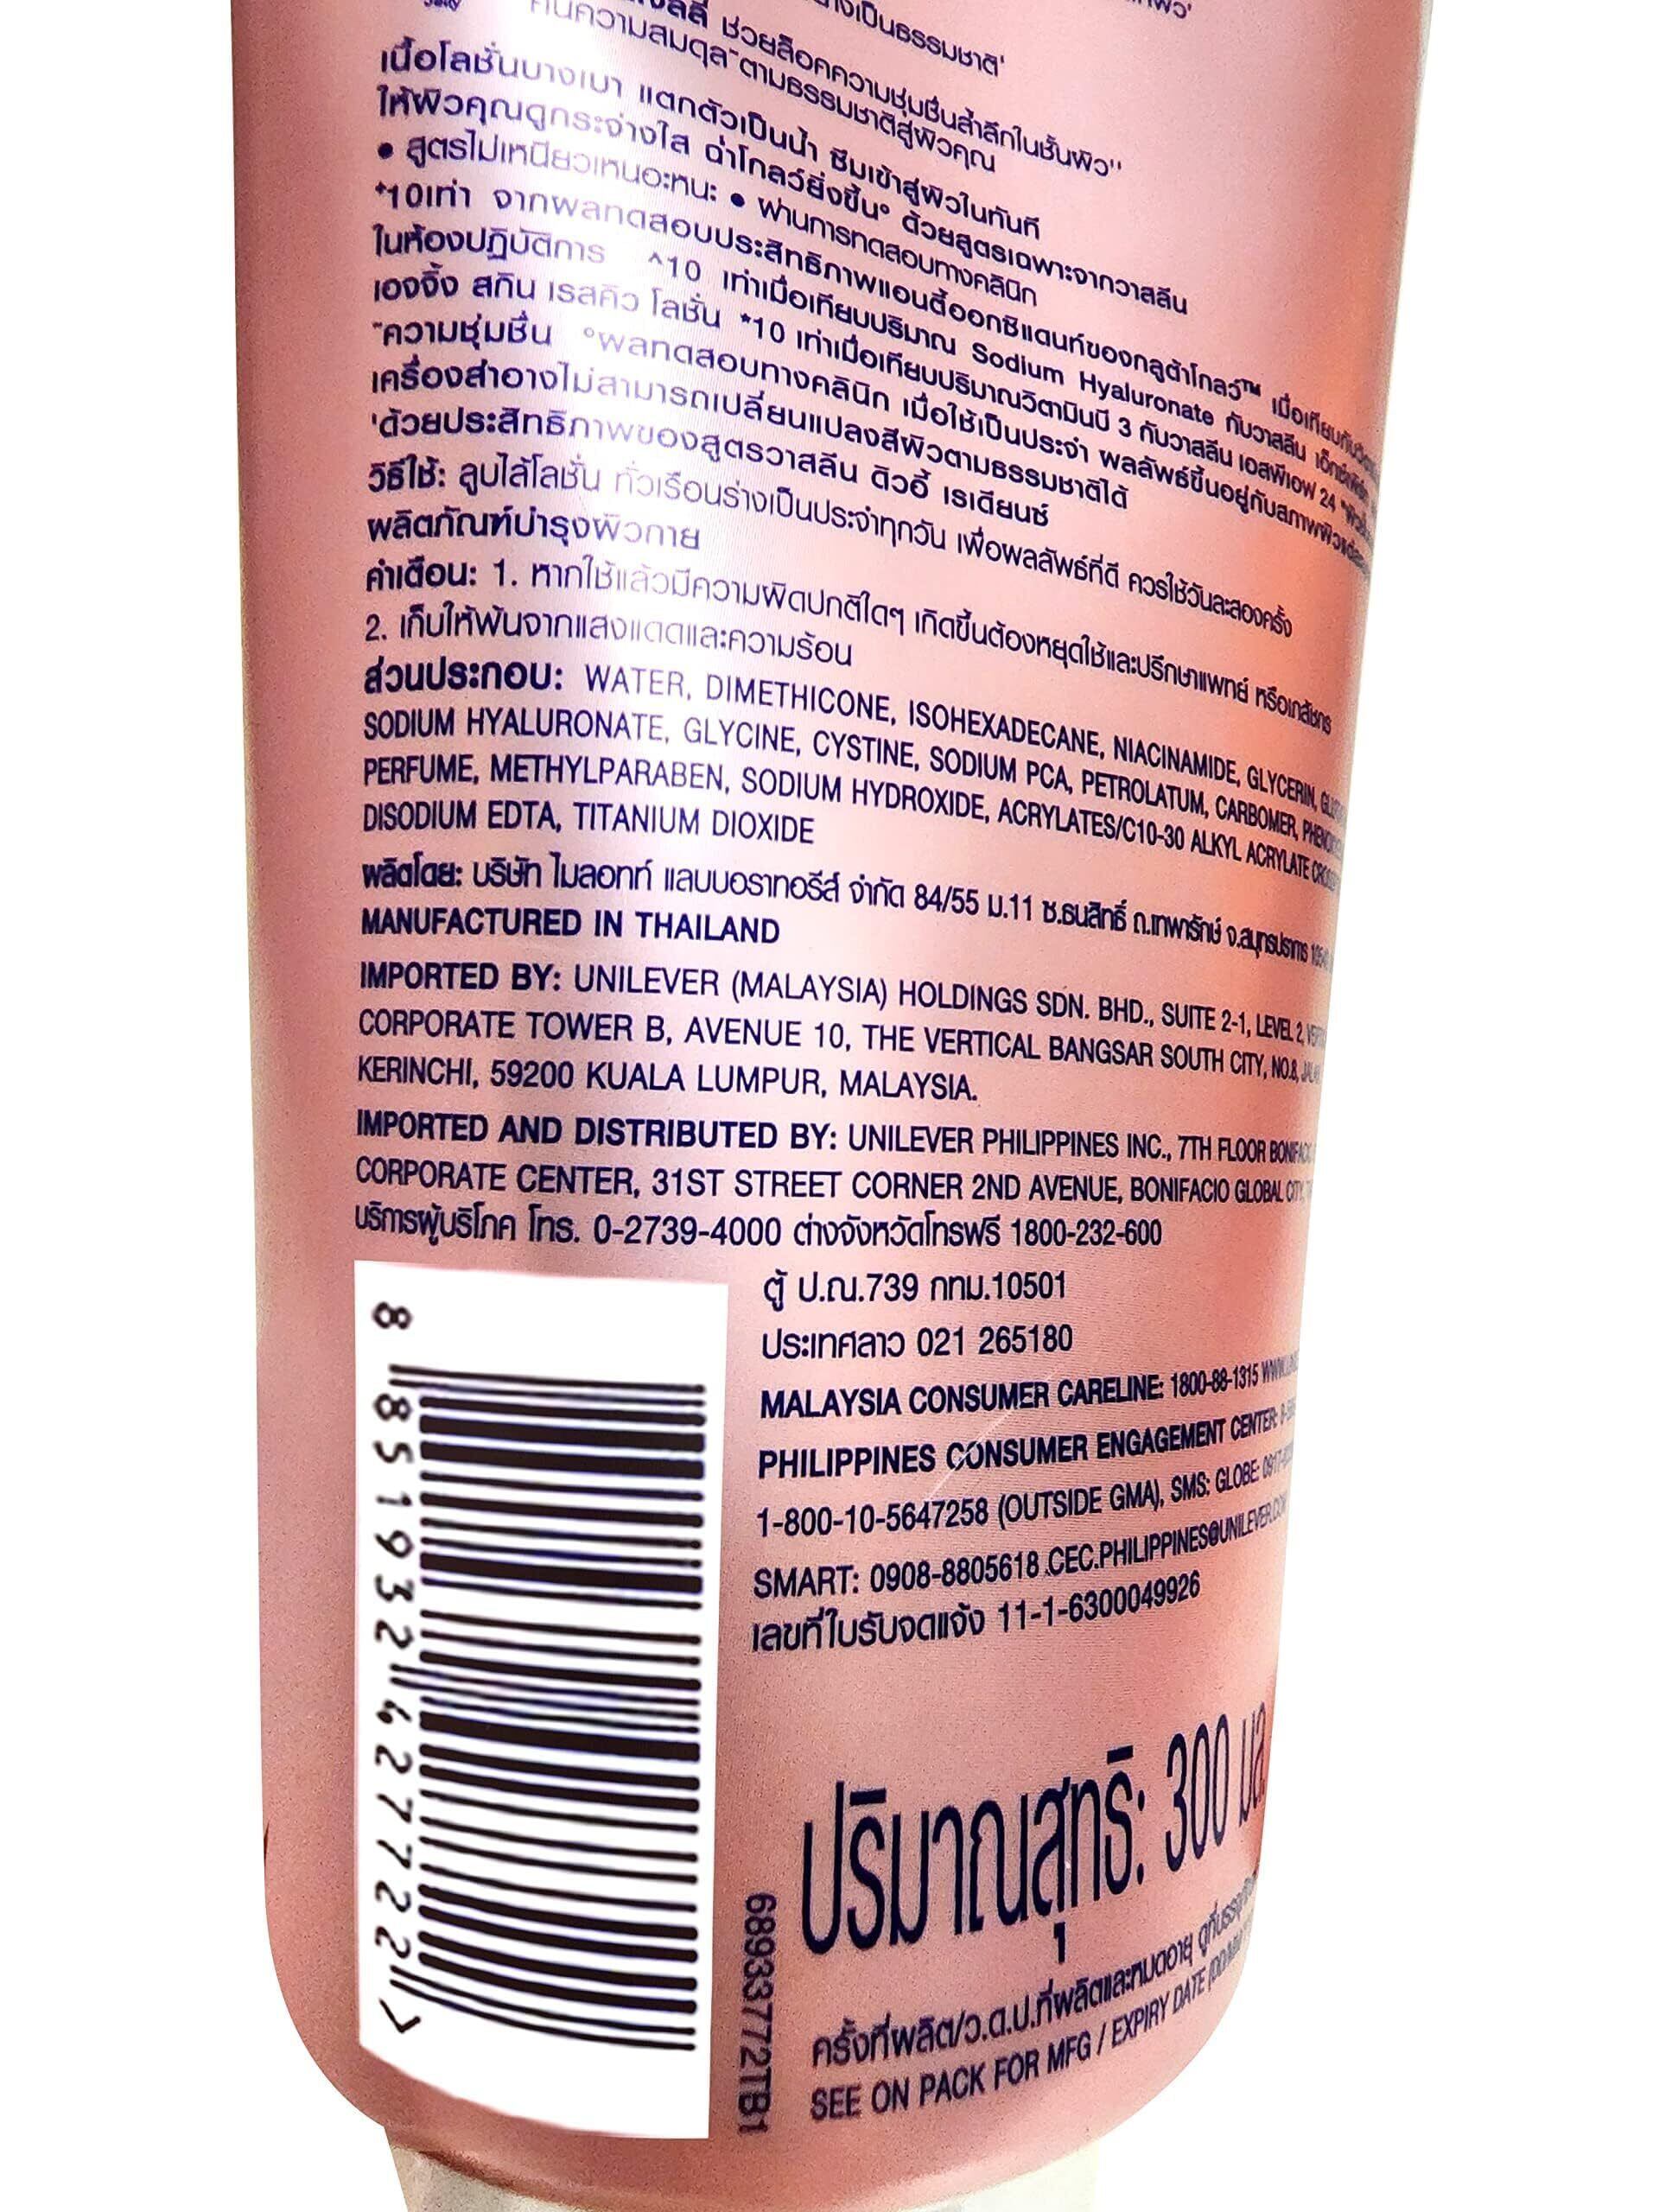 Jelly
างเป็นธรรมชาติ'
ช่วยล็อคความชุ่มชื่นล้ำลึกในชั้นผิว''
คืนความสมดุล~ตามธรรมชาติสู่ผิวคุณ
เนื้อโลชั่นบางเบา แตกตัวเป็นน้ำ ซึมเข้าสู่ผิวในทันที
ให้ผิวคุณดูกระจ่างใส ฉ่ำโกลว์ยิ่งขึ้น° ด้วยสูตรเฉพาะจากวาสลีน
• สูตรไม่เหนียวเหนอะหนะ • ผ่านการทดสอบทางคลินิก
*10เท่า จากผลทดสอบประสิทธิภาพแอนตี้ออกซิแดนท์ของกลูต้าโกลว์™ เมื่อเทียบกับ
ในห้องปฏิบัติการ ^10 เท่าเมื่อเทียบปริมาณ Sodium Hyaluronate กับวาสลีน
เอจจิ้ง สกิน เรสคิว โลชั่น *10 เท่าเมื่อเทียบปริมาณวิตามินบี 3 กับวาสลีน เอสพีเอฟ 24
~ความชุ่มชื่น °ผลทดสอบทางคลินิก เมื่อใช้เป็นประจำ ผลลัพธ์ขึ้นอยู่กับสภาพผิว
เครื่องสำอางไม่สามารถเปลี่ยนแปลงสีผิวตามธรรมชาติได้
'ด้วยประสิทธิภาพของสูตรวาสลีน ดิวอี้ เรเดียนซ์
วิธีใช้: ลูบไล้โลชั่น ทั่วเรือนร่างเป็นประจำทุกวัน เพื่อผลลัพธ์ที่ดี ควรใช้วันละสองครั้ง
ผลิตภัณฑ์บำรุงผิวกาย
คำเตือน: 1. หากใช้แล้วมีความผิดปกติใดๆ เกิดขึ้นต้องหยุดใช้และปรึกษาแพทย์ หรือเภสัชกร
2. เก็บให้พ้นจากแสงแดดและความร้อน
ส่วนประกอบ: WATER, DIMETHICONE, ISOHEXADECANE, NIACINAMIDE, GLYCERIN,
SODIUM HYALURONATE, GLYCINE, CYSTINE, SODIUM PCA, PETROLATUM, CARBOMER,
PERFUME, METHYLPARABEN, SODIUM HYDROXIDE, ACRYLATES/C10-30 ALKYL ACRYLATE
DISODIUM EDTA, TITANIUM DIOXIDE
ผลิตโดย: บริษัท ไมลอทท์ แลบบอราทอรีส์ จำกัด 84/55 ม.11 ซ.ธนสิทธิ์ ถ.เทพารักษ์ จ.สมุทรปราการ
MANUFACTURED IN THAILAND
IMPORTED BY: UNILEVER (MALAYSIA) HOLDINGS SDN. BHD., SUITE 2-1, LEVEL 2,
CORPORATE TOWER B, AVENUE 10, THE VERTICAL BANGSAR SOUTH CITY, NO.8,
KERINCHI, 59200 KUALA LUMPUR, MALAYSIA.
IMPORTED AND DISTRIBUTED BY: UNILEVER PHILIPPINES INC., 7TH FLOOR
CORPORATE CENTER, 31ST STREET CORNER 2ND AVENUE, BONIFACIO GLOBAL CITY,
บริการผู้บริโภค โทร. 0-2739-4000 ต่างจังหวัดโทรฟรี 1800-232-600
ตู้ ป.ณ.739 กทม.10501
ประเทศลาว 021 265180
MALAYSIA CONSUMER CARELINE: 1800-88-1315
PHILIPPINES CONSUMER ENGAGEMENT CENTER:
1-800-10-5647258 (OUTSIDE GMA), SMS: GLOBE:
SMART: 0908-8805618 CEC.PHILIPPINES@UNILEVER.COM
เลขที่ใบรับจดแจ้ง 11-1-6300049926
8 851932 427722 >
68933772TB1
ปริมาณสุทธิ: 300 มล.
ครั้งที่ผลิต/ว.ด.ป.ที่ผลิตและหมดอายุ ดูที่บรรจุ
SEE ON PACK FOR MFG / EXPIRY DATE